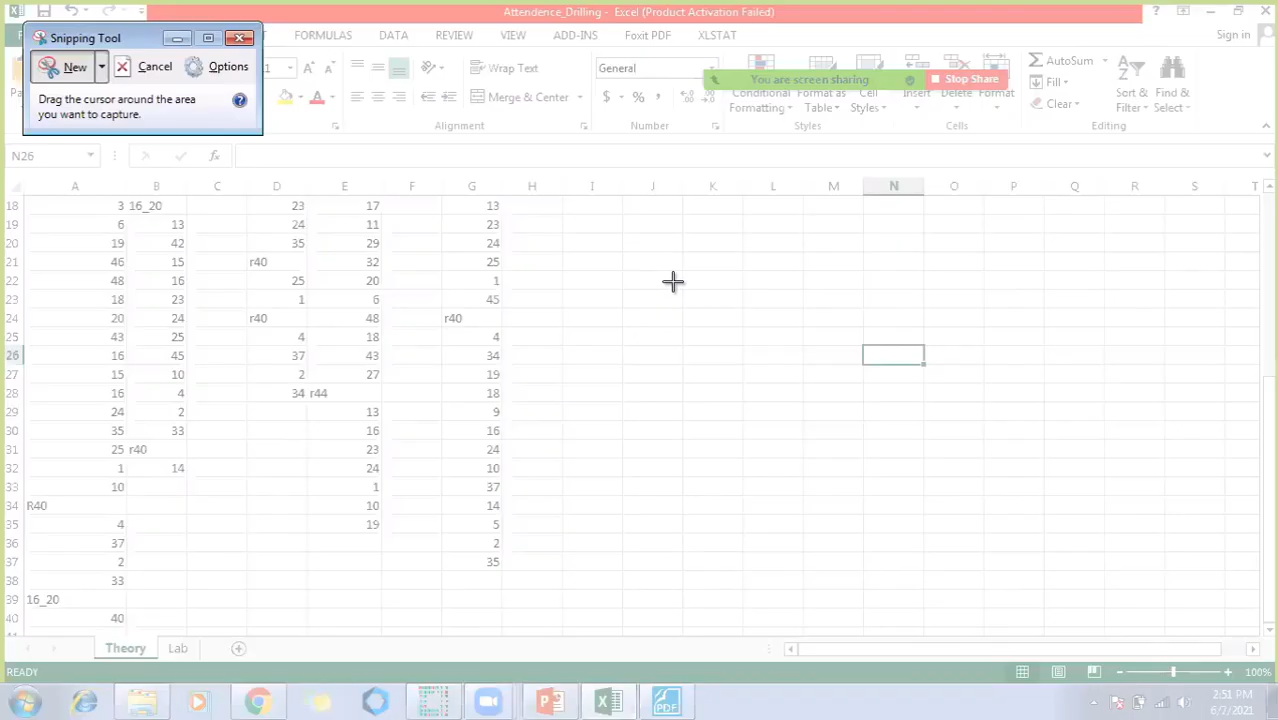 Attendence_Drilling - Excel (Product Activation Failed)
Snipping Tool
New Cancel Options
Drag the cursor around the area
you want to capture.
FORMULAS DATA REVIEW VIEW ADD-INS Foxit PDF XLSTAT Sign in
Wrap Text
Merge & Center
General
You are screen sharing Stop Share
Conditional Formatting
Format as Table
Cell Styles
Insert Delete Format
AutoSum
Fill
Clear
Sort & Filter
Find & Select
Alignment Number Styles Cells Editing
N26 fx
A B C D E F G H I J K L M N O P Q R S T
18 3 16_20 23 17 13
19 6 13 24 11 23
20 19 42 35 29 24
21 46 15 r40 32 25
22 48 16 25 20 1
23 18 23 1 6 45
24 20 24 r40 48 r40
25 43 25 4 18 4
26 16 45 37 43 34
27 15 10 2 27 19
28 16 4 34 r44 18
29 24 2 13 9
30 35 33 16 16
31 25 r40 23 24
32 1 14 24 10
33 10 1 37
34 R40 10 14
35 4 19 5
36 37 2
37 2 35
38 33
39 16_20
40 40
Theory Lab
READY 100%
2:51 PM